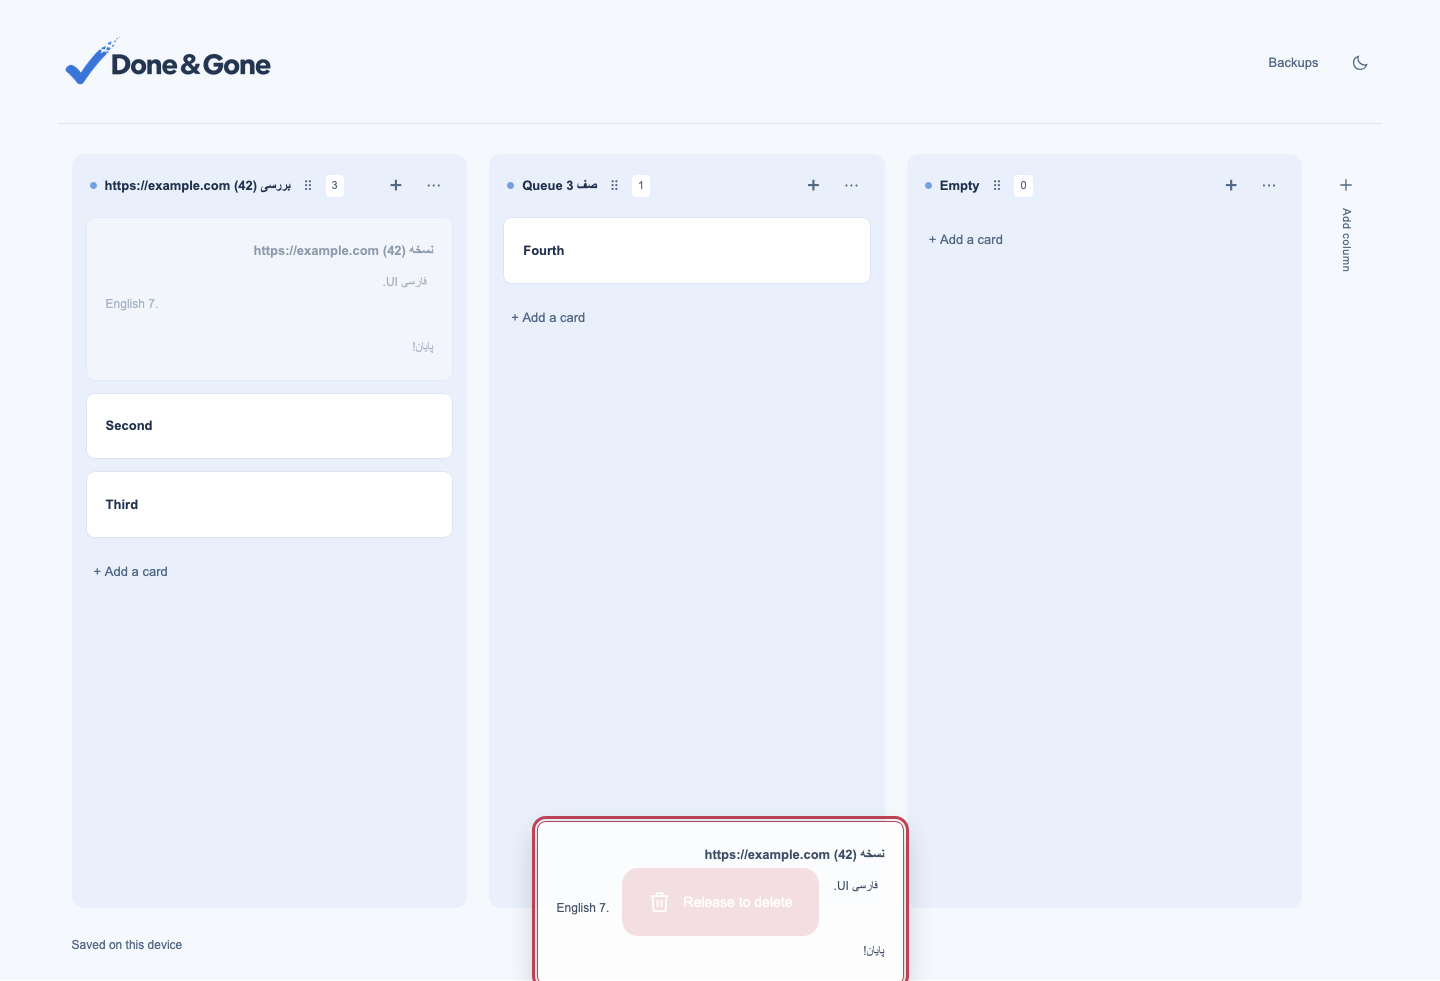 Done & Gone
Backups
https://example.com (42) بررسی
3
+
...
نسخه (42) https://example.com
فارسی UI.
English 7.
پایان!
Second
Third
+ Add a card
Queue 3 صف
1
+
...
Fourth
+ Add a card
Empty
0
+
...
+ Add a card
+
Add column
نسخه (42) https://example.com
فارسی UI.
English 7.
Release to delete
پایان!
Saved on this device